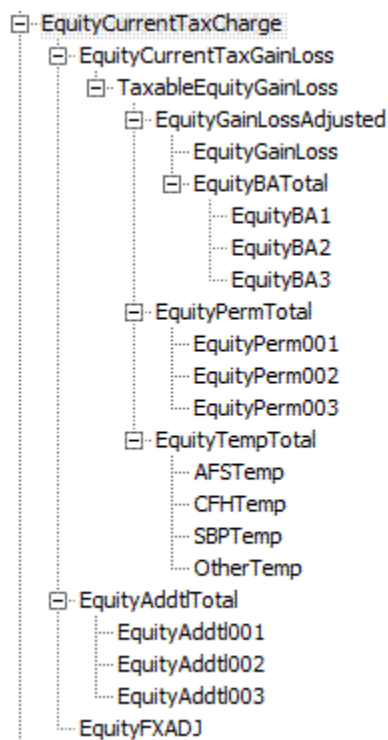 EquityCurrentTaxCharge
EquityCurrentTaxGainLoss
TaxableEquityGainLoss
EquityGainLossAdjusted
EquityGainLoss
EquityBATotal
EquityBA1
EquityBA2
EquityBA3
EquityPermTotal
EquityPerm001
EquityPerm002
EquityPerm003
EquityTempTotal
AFSTemp
CFHTemp
SBPTemp
OtherTemp
EquityAddtlTotal
EquityAddtl001
EquityAddtl002
EquityAddtl003
EquityFXADJ